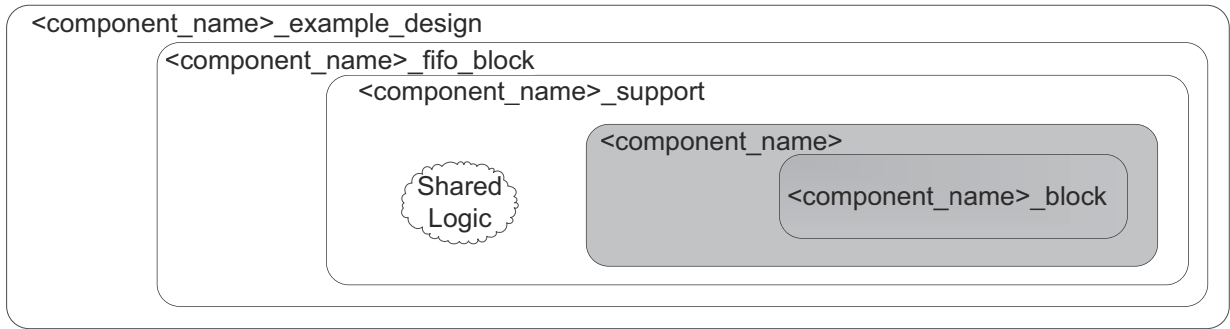 <component_name>_example_design
<component_name>_fifo_block
<component_name>_support
<component_name>
Shared
Logic
<component_name>_block